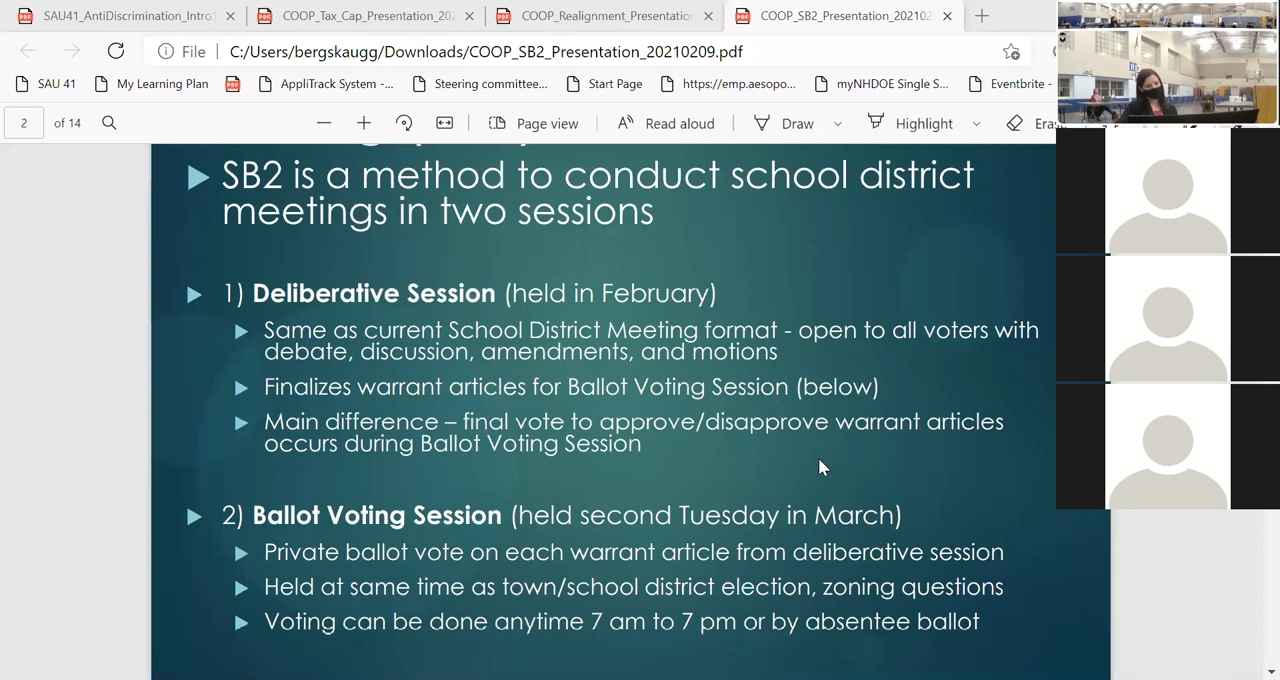 SAU41_AntiDiscrimination_Intro
COOP_Tax_Cap_Presentation_202
COOP_Realignment_Presentation
COOP_SB2_Presentation_2021020
File
C:/Users/bergskaugg/Downloads/COOP_SB2_Presentation_20210209.pdf
SAU 41
My Learning Plan
AppliTrack System -...
Steering committee...
Start Page
https://emp.aesopo...
myNHDOE Single S...
Eventbrite -
2 of 14
Page view
Read aloud
Draw
Highlight
SB2 is a method to conduct school district
meetings in two sessions
1) Deliberative Session (held in February)
Same as current School District Meeting format - open to all voters with
debate, discussion, amendments, and motions
Finalizes warrant articles for Ballot Voting Session (below)
Main difference – final vote to approve/disapprove warrant articles
occurs during Ballot Voting Session
2) Ballot Voting Session (held second Tuesday in March)
Private ballot vote on each warrant article from deliberative session
Held at same time as town/school district election, zoning questions
Voting can be done anytime 7 am to 7 pm or by absentee ballot